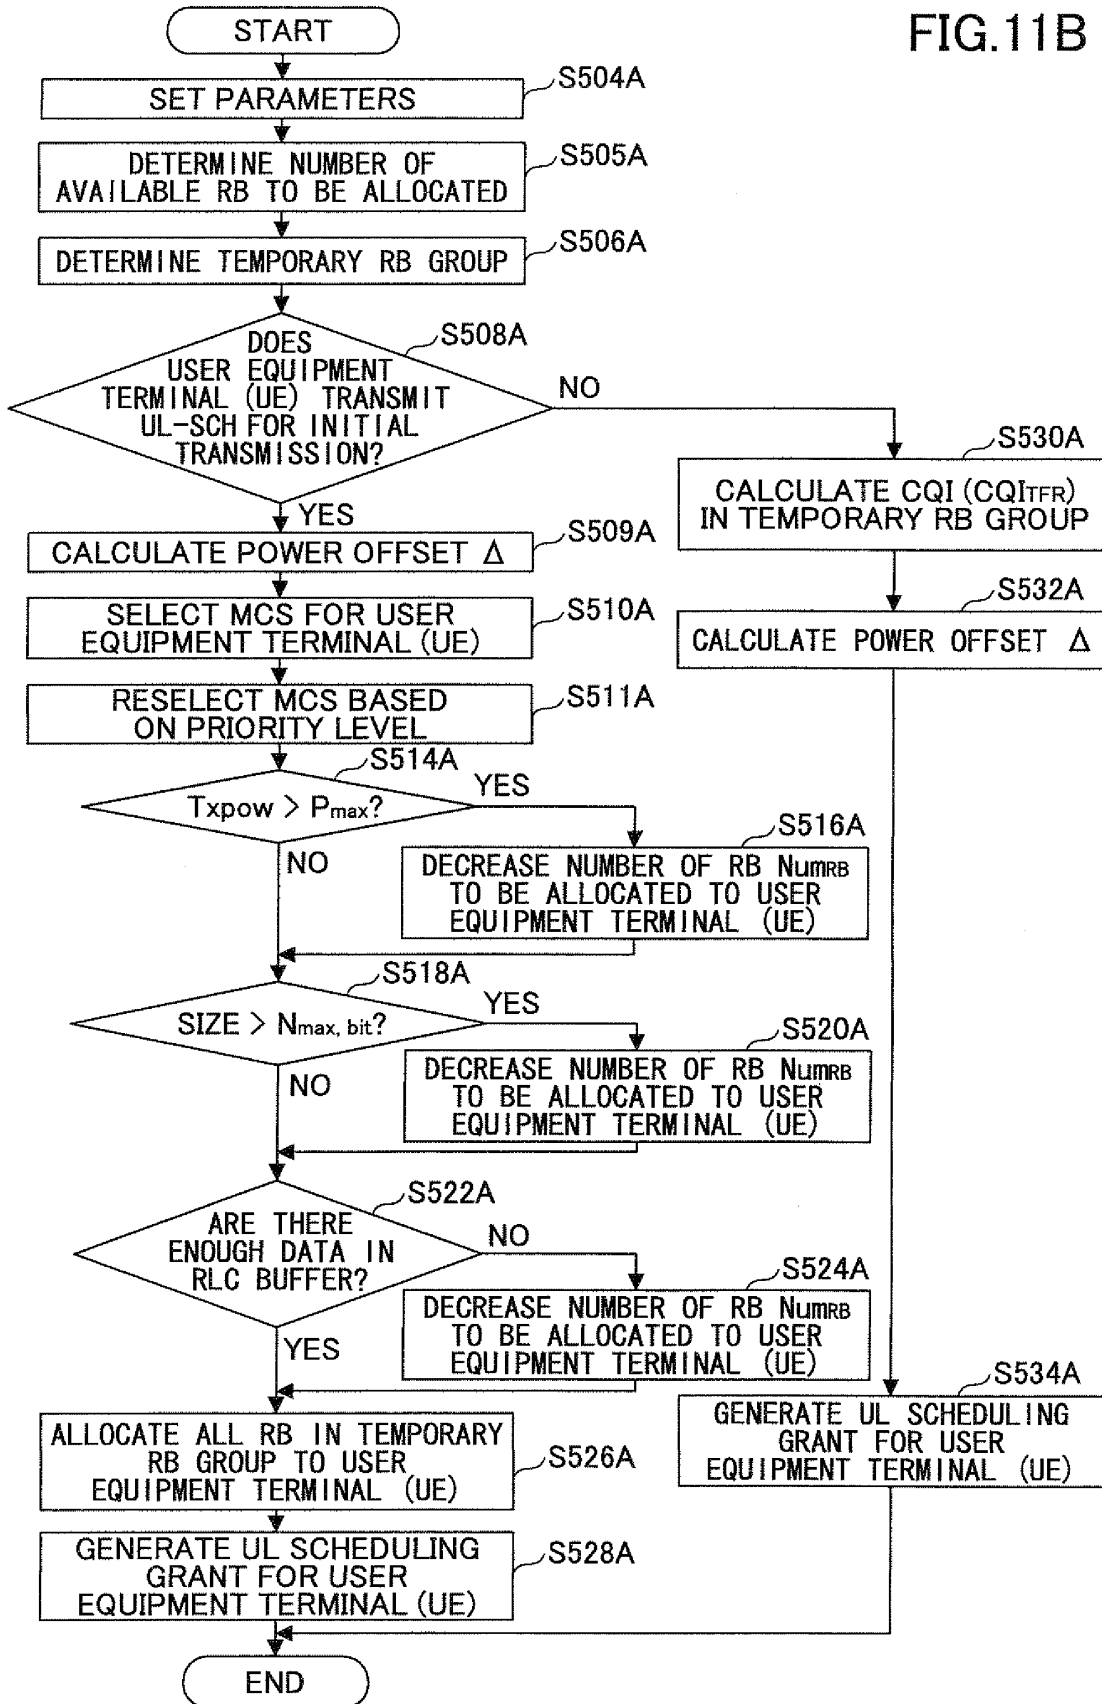 FIG.11B
START
S504A
SET PARAMETERS
S505A
DETERMINE NUMBER OF
AVAILABLE RB TO BE ALLOCATED
S506A
DETERMINE TEMPORARY RB GROUP
S508A
DOES
USER EQUIPMENT
TERMINAL (UE) TRANSMIT
UL-SCH FOR INITIAL
TRANSMISSION?
NO
YES
S530A
CALCULATE CQI (CQITFR)
IN TEMPORARY RB GROUP
S509A
CALCULATE POWER OFFSET Δ
S532A
CALCULATE POWER OFFSET Δ
S510A
SELECT MCS FOR USER
EQUIPMENT TERMINAL (UE)
S511A
RESELECT MCS BASED
ON PRIORITY LEVEL
S514A
Txpow > Pmax?
YES
NO
S516A
DECREASE NUMBER OF RB NumRB
TO BE ALLOCATED TO USER
EQUIPMENT TERMINAL (UE)
S518A
SIZE > Nmax, bit?
YES
NO
S520A
DECREASE NUMBER OF RB NumRB
TO BE ALLOCATED TO USER
EQUIPMENT TERMINAL (UE)
S522A
ARE THERE
ENOUGH DATA IN
RLC BUFFER?
NO
YES
S524A
DECREASE NUMBER OF RB NumRB
TO BE ALLOCATED TO USER
EQUIPMENT TERMINAL (UE)
S526A
ALLOCATE ALL RB IN TEMPORARY
RB GROUP TO USER
EQUIPMENT TERMINAL (UE)
S534A
GENERATE UL SCHEDULING
GRANT FOR USER
EQUIPMENT TERMINAL (UE)
S528A
GENERATE UL SCHEDULING
GRANT FOR USER
EQUIPMENT TERMINAL (UE)
END